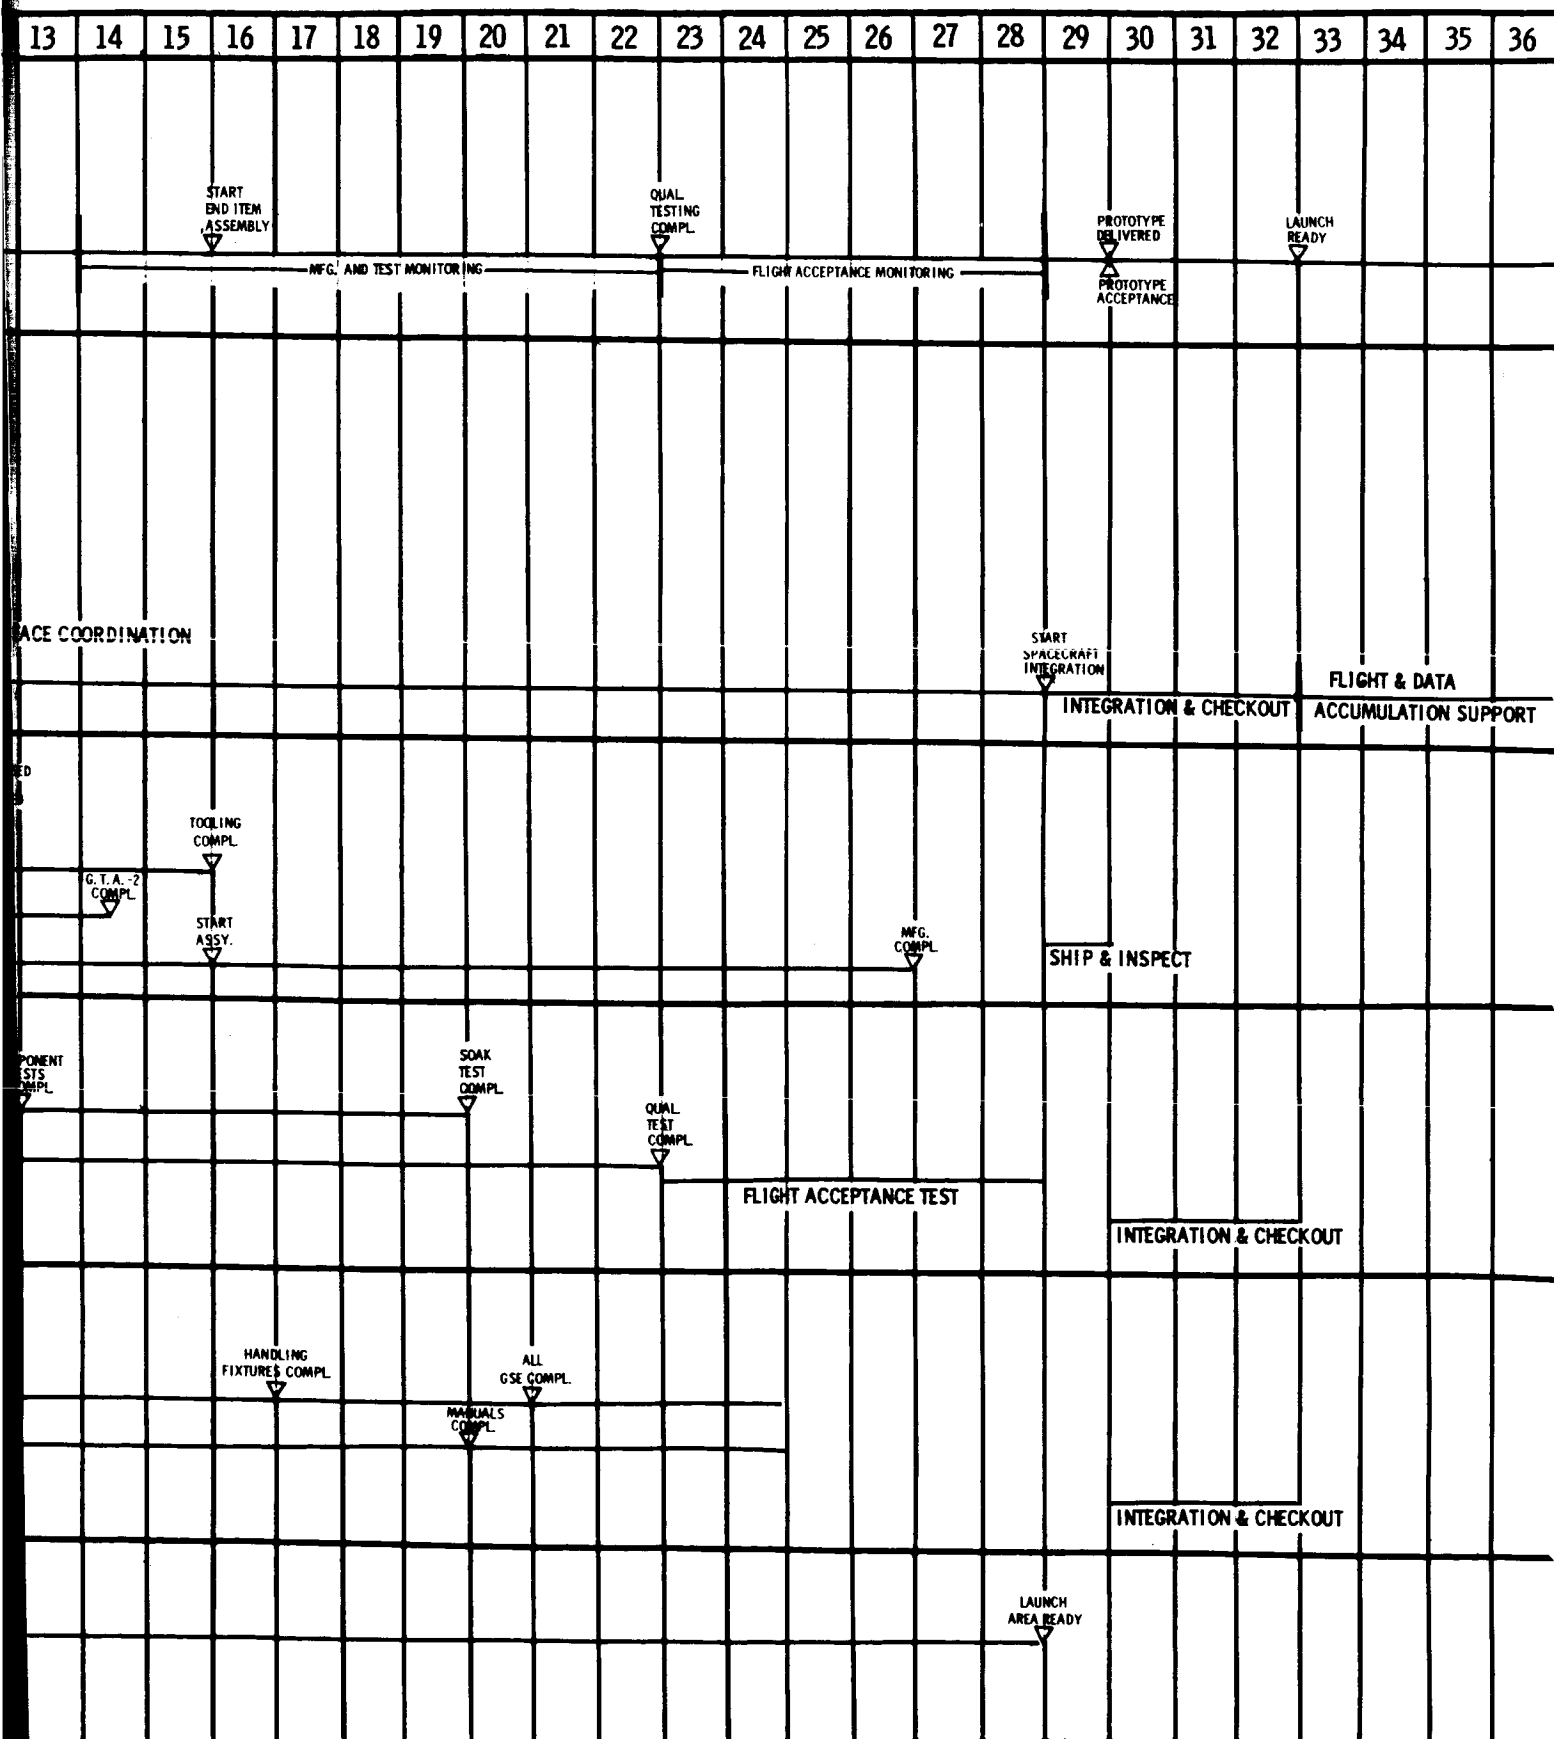 13 14 15 16 17 18 19 20 21 22 23 24 25 26 27 28 29 30 31 32 33 34 35 36
START
END ITEM
ASSEMBLY
QUAL.
TESTING
COMPL.
PROTOTYPE
DELIVERED
LAUNCH
READY
MFG. AND TEST MONITORING
FLIGHT ACCEPTANCE MONITORING
PROTOTYPE
ACCEPTANCE
ACE COORDINATION
START
SPACECRAFT
INTEGRATION
FLIGHT & DATA
INTEGRATION & CHECKOUT
ACCUMULATION SUPPORT
ED
TOOLING
COMPL.
G.T.A.-2
COMPL.
START
ASSY.
MFG.
COMPL.
SHIP & INSPECT
PONENT
STS
OMPL.
SOAK
TEST
COMPL.
QUAL.
TEST
COMPL.
FLIGHT ACCEPTANCE TEST
INTEGRATION & CHECKOUT
HANDLING
FIXTURES COMPL.
ALL
GSE COMPL.
MANUALS
COMPL.
INTEGRATION & CHECKOUT
LAUNCH
AREA READY